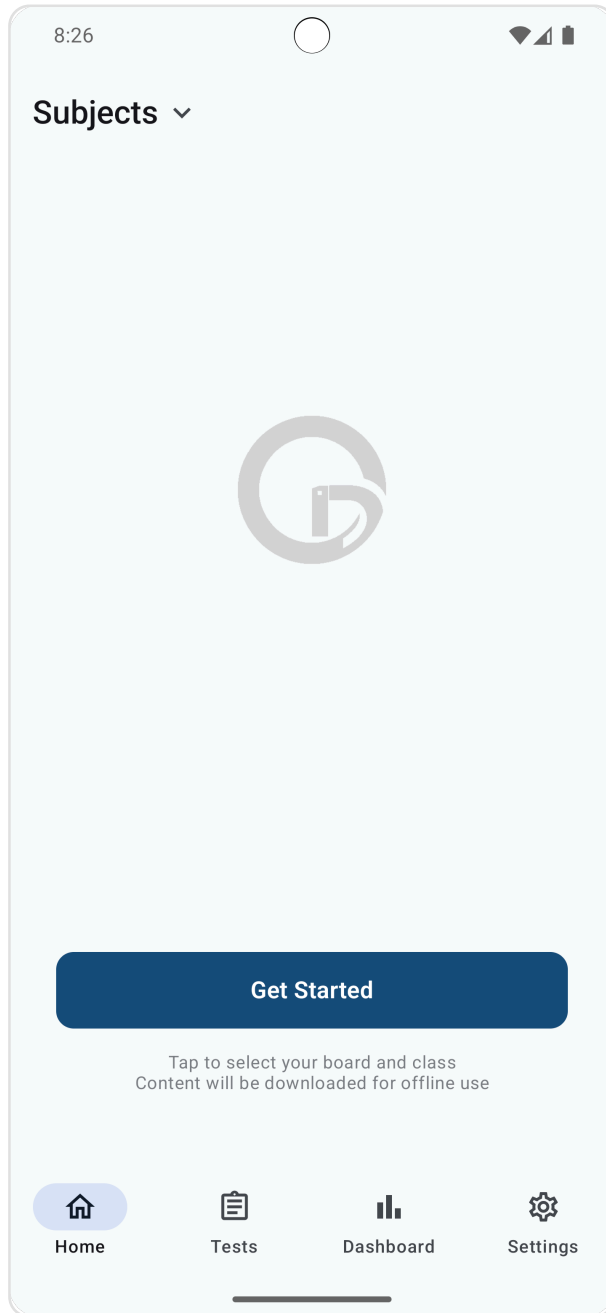 8:26
Subjects
Get Started
Tap to select your board and class
Content will be downloaded for offline use
Home
Tests
Dashboard
Settings